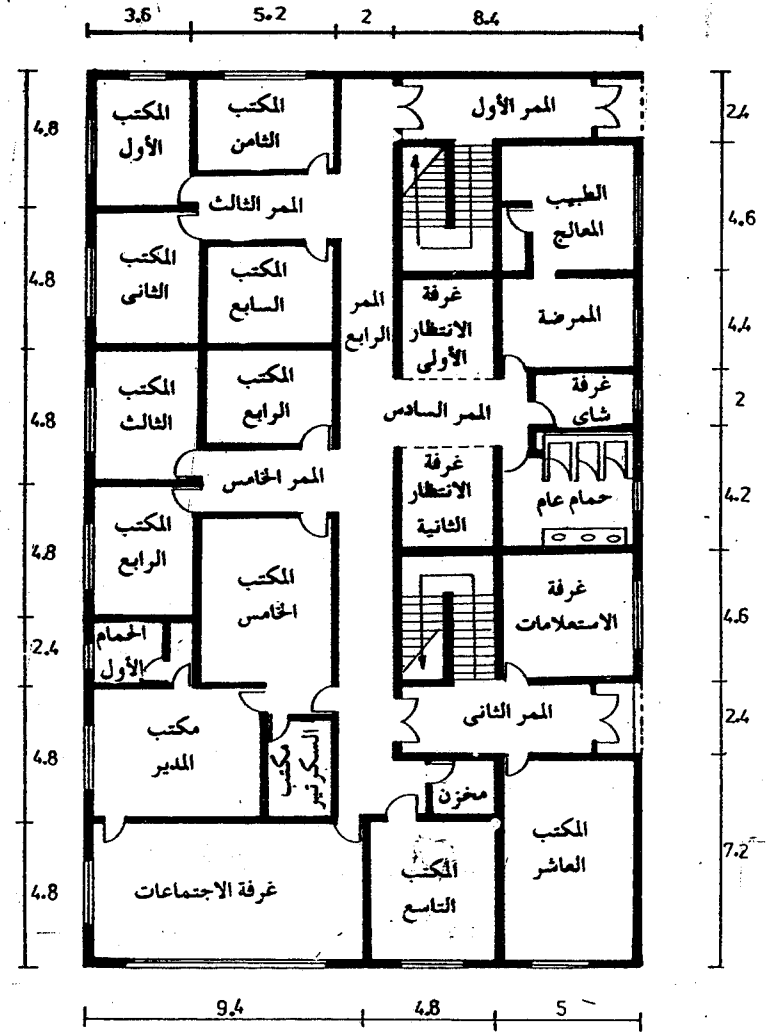 3.6
5.2
2
8.4
4.8
المكتب
الأول
المكتب
الثامن
الممر الأول
2.4
الممر الثالث
الطبيب
المعالج
4.6
4.8
المكتب
الثانى
المكتب
السابع
الممر
الرابع
غرفة
الانتظار
الأولى
الممرضة
4.4
4.8
المكتب
الثالث
المكتب
الرابع
الممر السادس
غرفة
شاى
2
الممر الخامس
غرفة
الانتظار
الثانية
حمام عام
4.2
4.8
المكتب
الرابع
المكتب
الخامس
غرفة
الاستعلامات
4.6
2.4
الحمام
الأول
4.8
مكتب
المدير
مكتب
السكرتير
الممر الثانى
2.4
مخزن
4.8
غرفة الاجتماعات
المكتب
التاسع
المكتب
العاشر
7.2
9.4
4.8
5